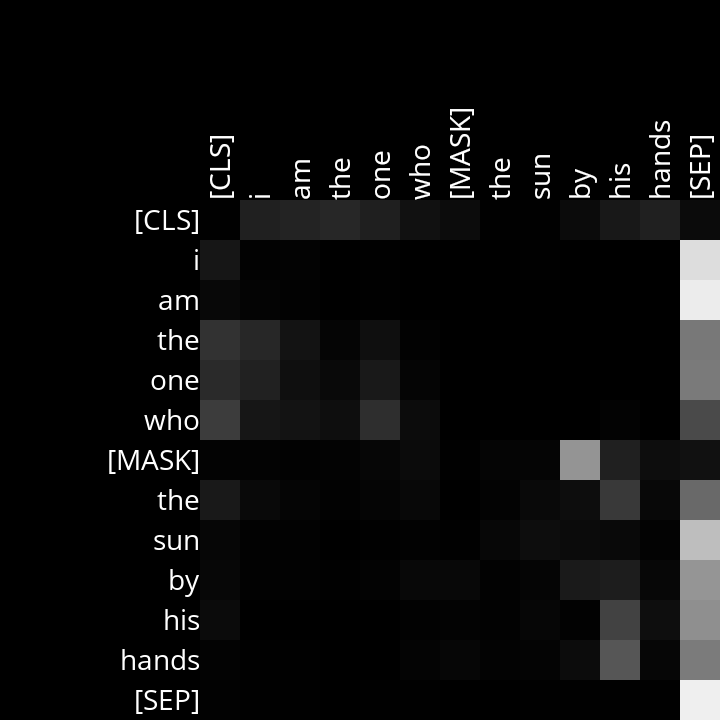 [CLS] i am the one who [MASK] the sun by his hands [SEP]
[CLS]
i
am
the
one
who
[MASK]
the
sun
by
his
hands
[SEP]